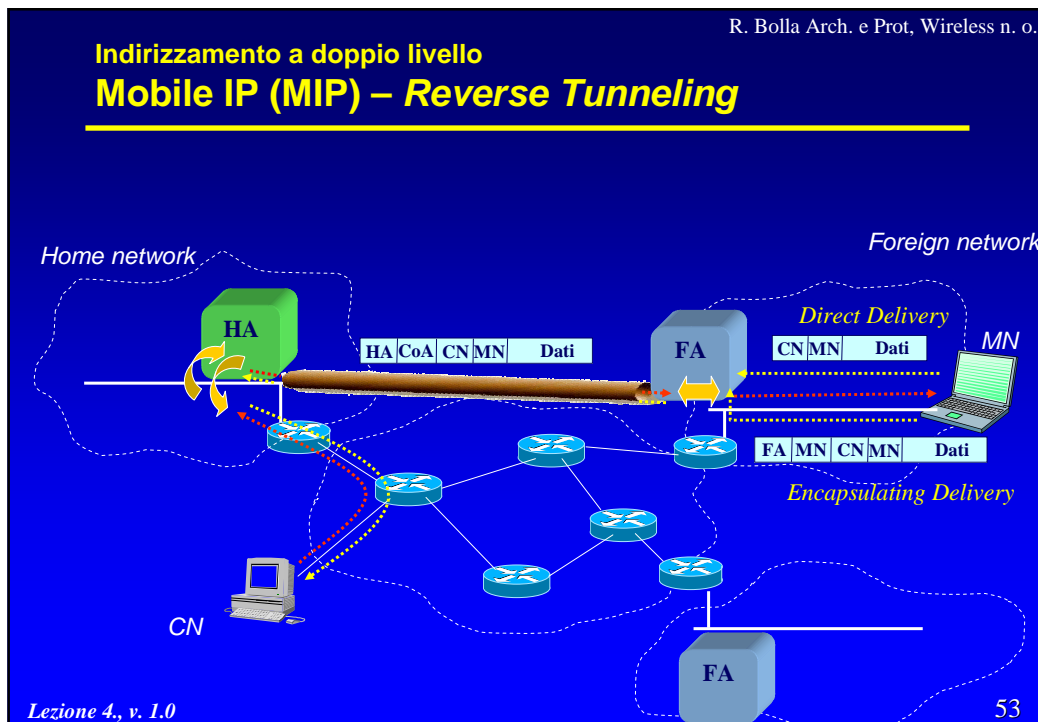 R. Bolla Arch. e Prot, Wireless n. o.
Indirizzamento a doppio livello
Mobile IP (MIP) – Reverse Tunneling
Home network
Foreign network
HA
HA CoA CN MN Dati
FA
Direct Delivery
CN MN Dati
MN
FA MN CN MN Dati
Encapsulating Delivery
CN
FA
Lezione 4., v. 1.0
53